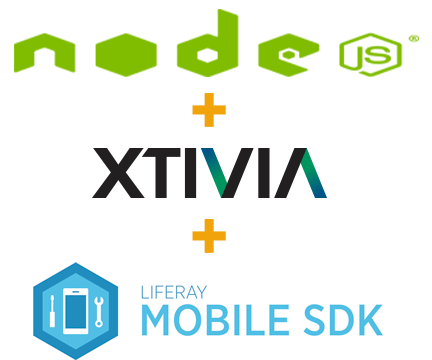 node JS ®
+
XTIVIA
+
LIFERAY
MOBILE SDK